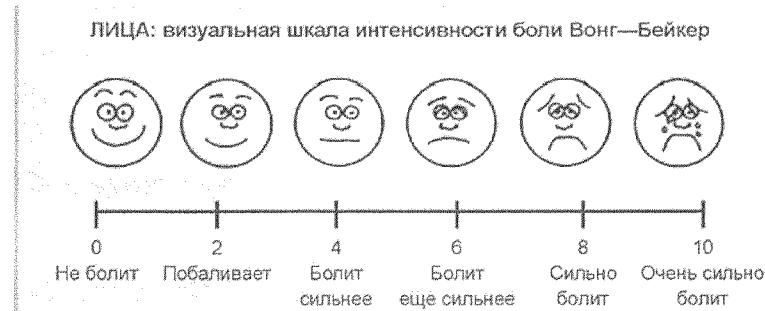 ЛИЦА: визуальная шкала интенсивности боли Вонг—Бейкер
0 2 4 6 8 10
Не болит Побаливает Болит Болит Сильно Очень сильно
сильнее ещё сильнее болит болит